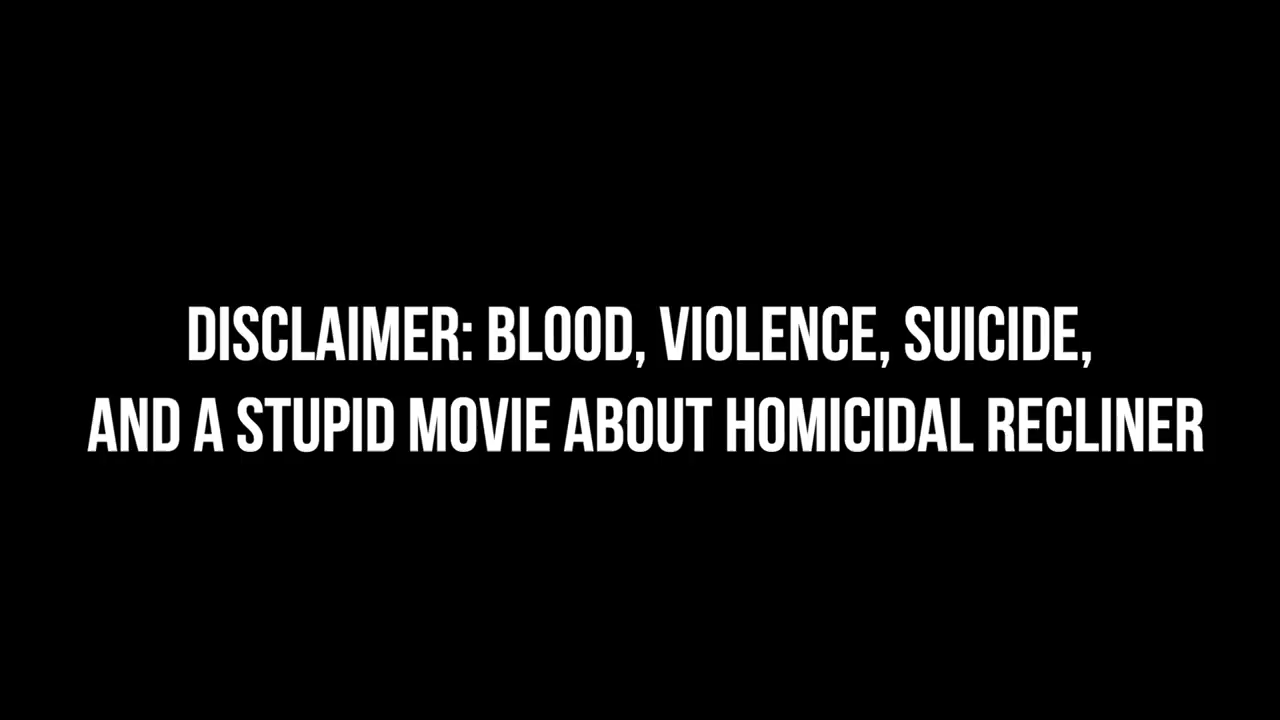 DISCLAIMER: BLOOD, VIOLENCE, SUICIDE,
AND A STUPID MOVIE ABOUT HOMICIDAL RECLINER